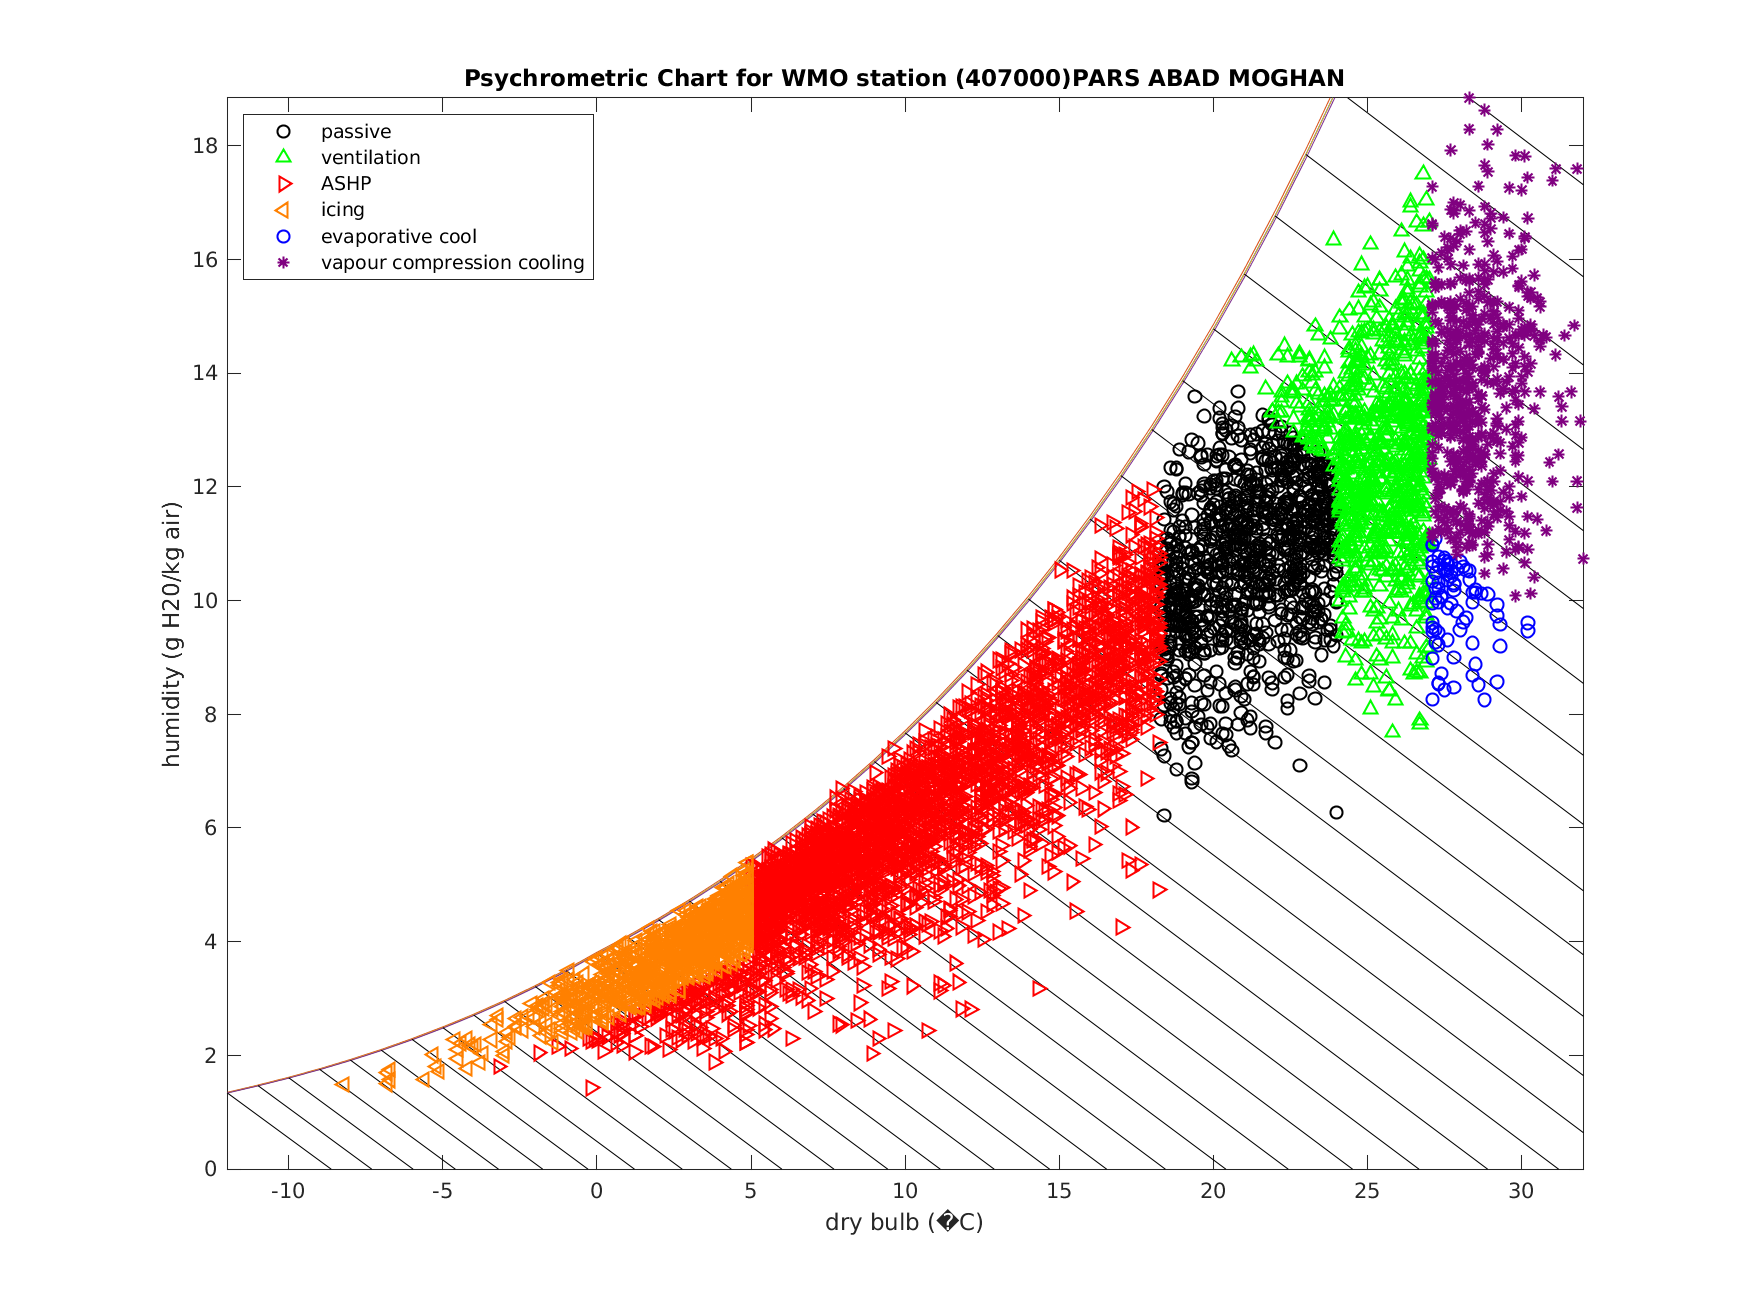 Psychrometric Chart for WMO station (407000)PARS ABAD MOGHAN
passive
ventilation
ASHP
icing
evaporative cool
vapour compression cooling
humidity (g H20/kg air)
18
16
14
12
10
8
6
4
2
0
-10 -5 0 5 10 15 20 25 30
dry bulb (�C)